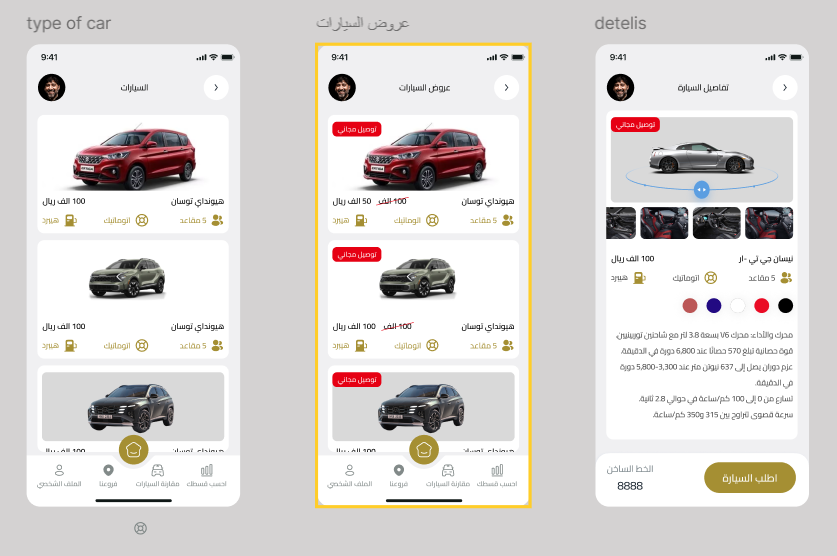 type of car
9:41
السيارات
هيونداي توسان
100 الف ريال
5 مقاعد
اتوماتيك
هيبرد
هيونداي توسان
100 الف ريال
5 مقاعد
اتوماتيك
هيبرد
هيونداي توسان
100 الف ريال
احسب قسطك
مقارنة السيارات
فروعنا
الملف الشخصي
عروض السيارات
9:41
عروض السيارات
توصيل مجاني
هيونداي توسان
100 الف
50 الف ريال
5 مقاعد
اتوماتيك
هيبرد
توصيل مجاني
هيونداي توسان
100 الف
100 الف ريال
5 مقاعد
اتوماتيك
هيبرد
توصيل مجاني
هيونداي توسان
100 الف ريال
احسب قسطك
مقارنة السيارات
فروعنا
الملف الشخصي
detelis
9:41
تفاصيل السيارة
توصيل مجاني
نيسان جي تي -ار
100 الف ريال
5 مقاعد
اتوماتيك
هيبرد
محرك والأداء: محرك V6 بسعة 3.8 لتر مع شاحنين توربينيين.
قوة حصانية تبلغ 570 حصانًا عند 6,800 دورة في الدقيقة.
عزم دوران يصل إلى 637 نيوتن متر عند 3,300-5,800 دورة
في الدقيقة.
تسارع من 0 إلى 100 كم/ساعة في حوالي 2.8 ثانية.
سرعة قصوى تتراوح بين 315 و350 كم/ساعة.
اطلب السيارة
الخط الساخن
8888